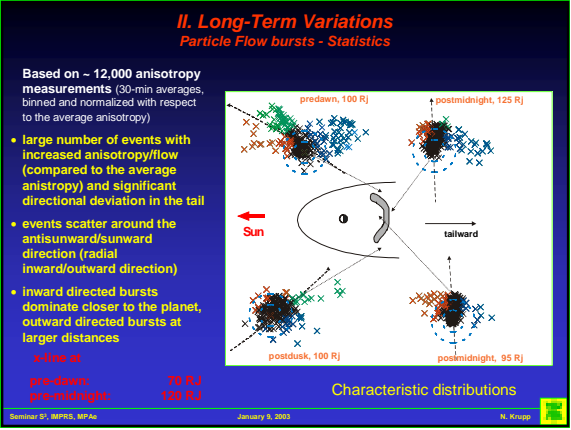 II. Long-Term Variations
Particle Flow bursts - Statistics
Based on ~ 12,000 anisotropy
measurements (30-min averages,
binned and normalized with respect
to the average anisotropy)
• large number of events with
increased anisotropy/flow
(compared to the average
anistropy) and significant
directional deviation in the tail
• events scatter around the
antisunward/sunward
direction (radial
inward/outward direction)
• inward directed bursts
dominate closer to the planet,
outward directed bursts at
larger distances
x-line at
pre-dawn: 70 RJ
pre-midnight: 120 RJ
predawn, 100 Rj
postmidnight, 125 Rj
Sun
tailward
postdusk, 100 Rj
postmidnight, 95 Rj
Characteristic distributions
Seminar S³, IMPRS, MPAe
January 9, 2003
N. Krupp